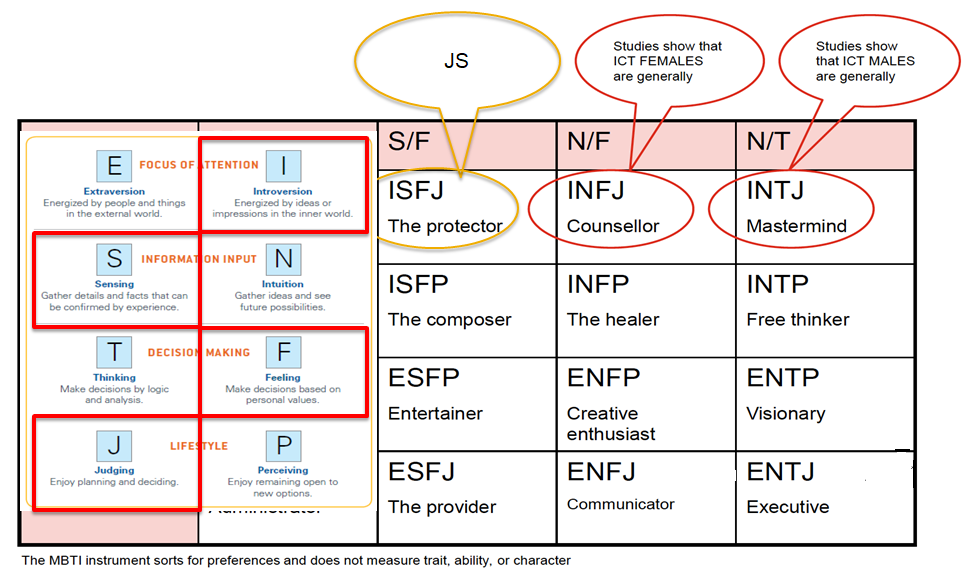 JS
Studies show that
ICT FEMALES
are generally
Studies show
that ICT MALES
are generally
E FOCUS OF ATTENTION I
Extraversion
Energized by people and things
in the external world.
Introversion
Energized by ideas or
impressions in the inner world.
S INFORMATION INPUT N
Sensing
Gather details and facts that can
be confirmed by experience.
Intuition
Gather ideas and see
future possibilities.
T DECISION MAKING F
Thinking
Make decisions by logic
and analysis.
Feeling
Make decisions based on
personal values.
J LIFESTYLE P
Judging
Enjoy planning and deciding.
Perceiving
Enjoy remaining open to
new options.
S/F N/F N/T
ISFJ INFJ INTJ
The protector Counsellor Mastermind
ISFP INFP INTP
The composer The healer Free thinker
ESFP ENFP ENTP
Entertainer Creative Visionary
enthusiast
ESFJ ENFJ ENTJ
The provider Communicator Executive
The MBTI instrument sorts for preferences and does not measure trait, ability, or character